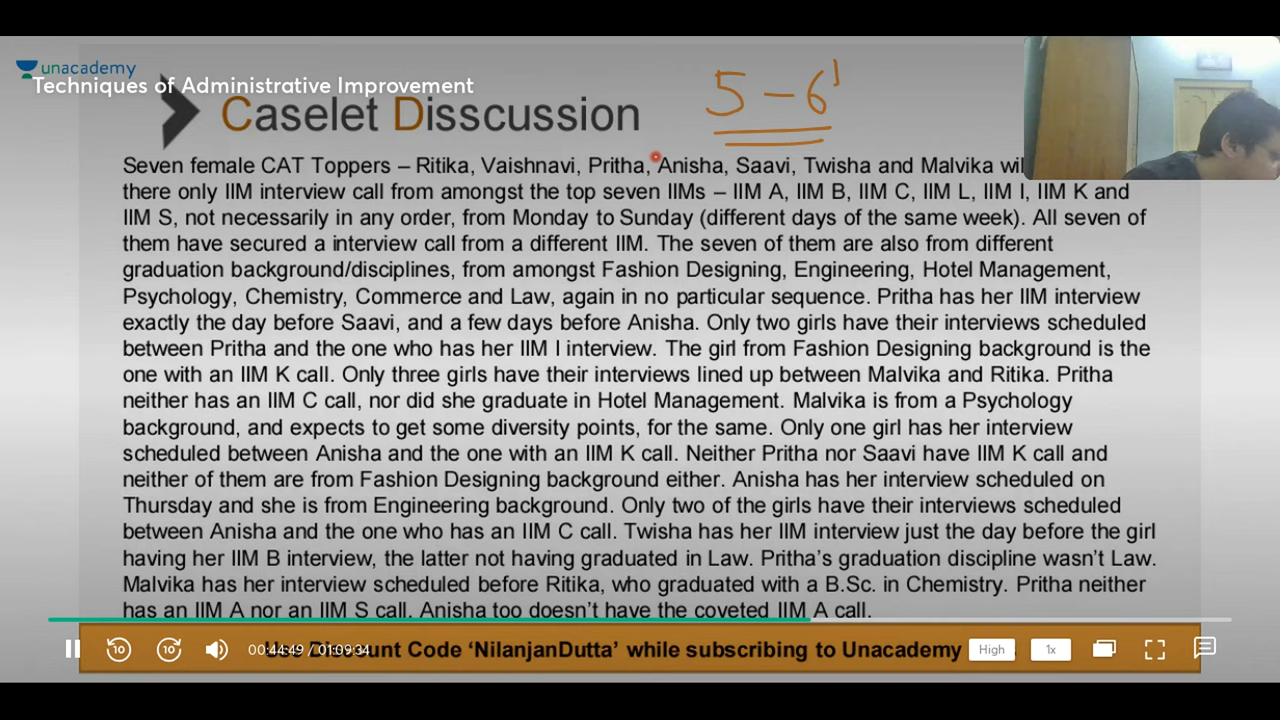 unacademy
Techniques of Administrative Improvement
Caselet Disscussion
5 - 6'
Seven female CAT Toppers – Ritika, Vaishnavi, Pritha, Anisha, Saavi, Twisha and Malvika wil
there only IIM interview call from amongst the top seven IIMs – IIM A, IIM B, IIM C, IIM L, IIM I, IIM K and
IIM S, not necessarily in any order, from Monday to Sunday (different days of the same week). All seven of
them have secured a interview call from a different IIM. The seven of them are also from different
graduation background/disciplines, from amongst Fashion Designing, Engineering, Hotel Management,
Psychology, Chemistry, Commerce and Law, again in no particular sequence. Pritha has her IIM interview
exactly the day before Saavi, and a few days before Anisha. Only two girls have their interviews scheduled
between Pritha and the one who has her IIM I interview. The girl from Fashion Designing background is the
one with an IIM K call. Only three girls have their interviews lined up between Malvika and Ritika. Pritha
neither has an IIM C call, nor did she graduate in Hotel Management. Malvika is from a Psychology
background, and expects to get some diversity points, for the same. Only one girl has her interview
scheduled between Anisha and the one with an IIM K call. Neither Pritha nor Saavi have IIM K call and
neither of them are from Fashion Designing background either. Anisha has her interview scheduled on
Thursday and she is from Engineering background. Only two of the girls have their interviews scheduled
between Anisha and the one who has an IIM C call. Twisha has her IIM interview just the day before the girl
having her IIM B interview, the latter not having graduated in Law. Pritha's graduation discipline wasn't Law.
Malvika has her interview scheduled before Ritika, who graduated with a B.Sc. in Chemistry. Pritha neither
has an IIM A nor an IIM S call. Anisha too doesn't have the coveted IIM A call.
10 10 00:44:49 / 01:09:34 Use Discount Code 'NilanjanDutta' while subscribing to Unacademy High 1x